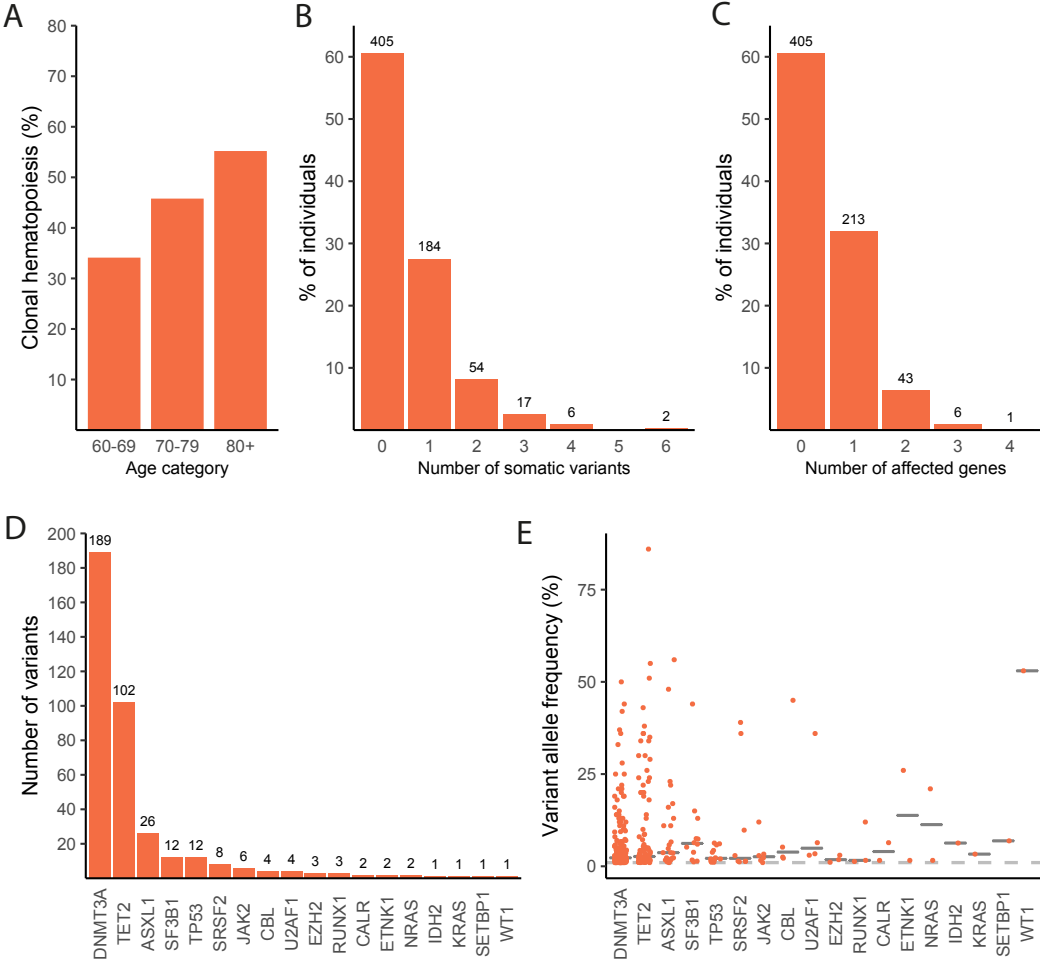 A
Clonal hematopoiesis (%)
80
70
60
50
40
30
20
10
60-69 70-79 80+
Age category
B
% of individuals
60
50
40
30
20
10
405
184
54
17
6
2
0 1 2 3 4 5 6
Number of somatic variants
C
% of individuals
60
50
40
30
20
10
405
213
43
6
1
0 1 2 3 4
Number of affected genes
D
Number of variants
200
180
160
140
120
100
80
60
40
20
189
102
26
12 12 8 6 4 4 3 3 2 2 2 1 1 1 1
DNMT3A TET2 ASXL1 SF3B1 TP53 SRSF2 JAK2 CBL U2AF1 EZH2 RUNX1 CALR ETNK1 NRAS IDH2 KRAS SETBP1 WT1
E
Variant allele frequency (%)
75
50
25
0
DNMT3A TET2 ASXL1 SF3B1 TP53 SRSF2 JAK2 CBL U2AF1 EZH2 RUNX1 CALR ETNK1 NRAS IDH2 KRAS SETBP1 WT1